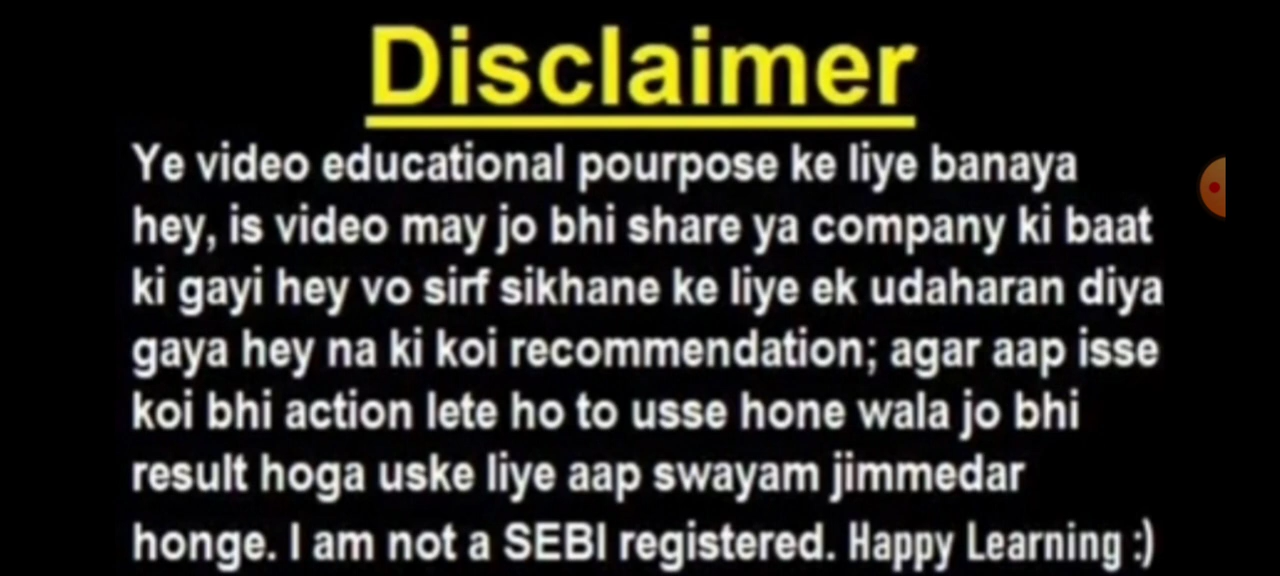 Disclaimer
Ye video educational pourpose ke liye banaya
hey, is video may jo bhi share ya company ki baat
ki gayi hey vo sirf sikhane ke liye ek udaharan diya
gaya hey na ki koi recommendation; agar aap isse
koi bhi action lete ho to usse hone wala jo bhi
result hoga uske liye aap swayam jimmedar
honge. I am not a SEBI registered. Happy Learning :)